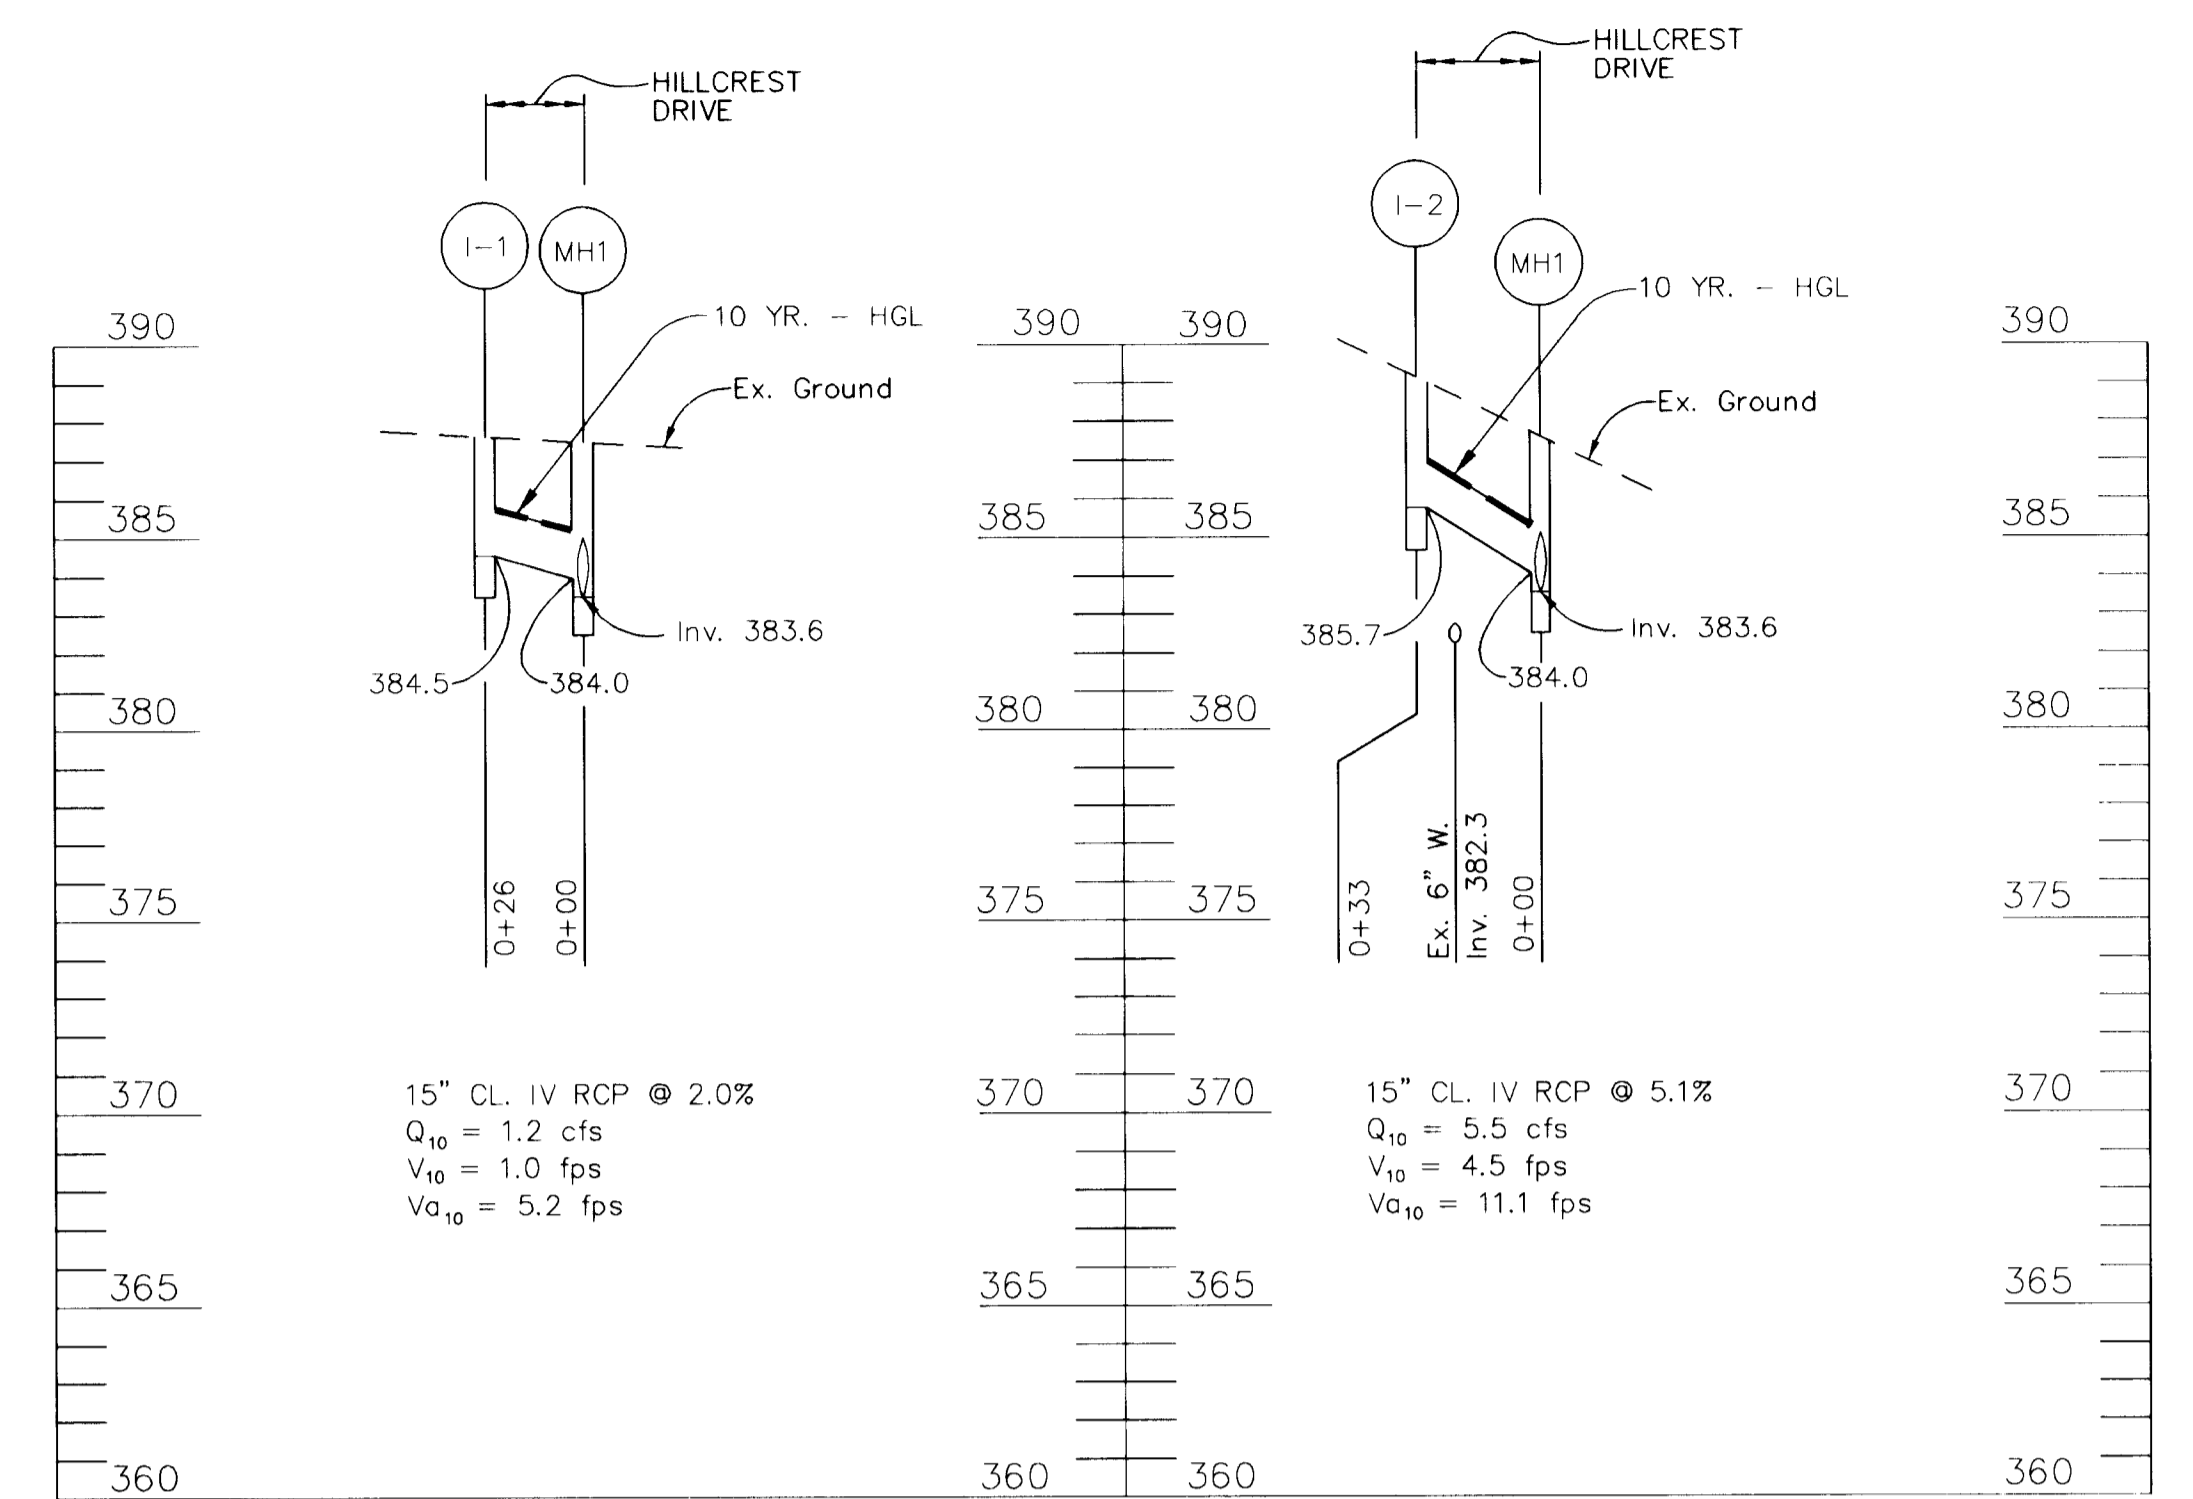 HILLCREST
DRIVE
I-1
MH1
10 YR. - HGL
Ex. Ground
Inv. 383.6
384.5
384.0
0+26
0+00
15" CL. IV RCP @ 2.0%
Q10 = 1.2 cfs
V10 = 1.0 fps
Va10 = 5.2 fps
390
385
380
375
370
365
360
390
385
380
375
370
365
360
HILLCREST
DRIVE
I-2
MH1
10 YR. - HGL
Ex. Ground
Inv. 383.6
385.7
384.0
0+33
Ex. 6" W.
Inv. 382.3
0+00
15" CL. IV RCP @ 5.1%
Q10 = 5.5 cfs
V10 = 4.5 fps
Va10 = 11.1 fps
390
385
380
375
370
365
360
390
385
380
375
370
365
360